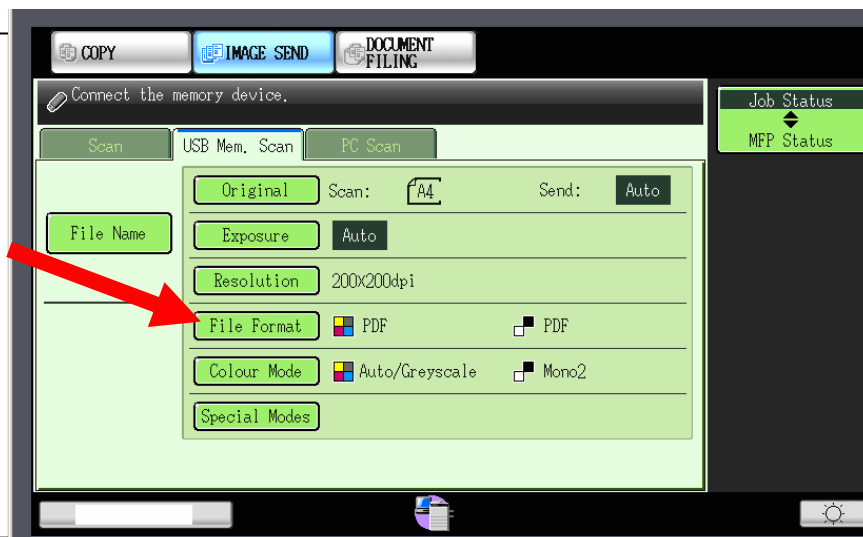 COPY
IMAGE SEND
DOCUMENT
FILING
Connect the memory device.
Job Status
MFP Status
Scan
USB Mem. Scan
PC Scan
File Name
Original Scan: A4 Send: Auto
Exposure Auto
Resolution 200X200dpi
File Format PDF PDF
Colour Mode Auto/Greyscale Mono2
Special Modes